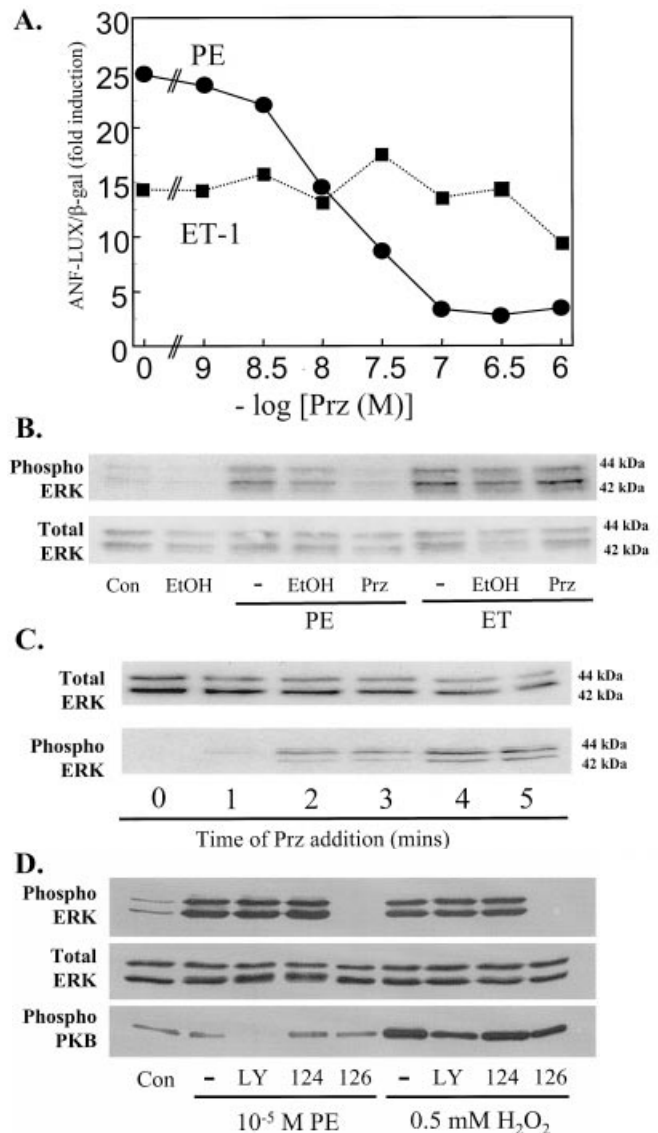 A.
30
25
20
15
10
5
0
ANF-LUX/β-gal (fold induction)
PE
ET-1
0 9 8.5 8 7.5 7 6.5 6
- log [Prz (M)]
B.
Phospho ERK
44 kDa
42 kDa
Total ERK
44 kDa
42 kDa
Con EtOH - EtOH Prz - EtOH Prz
PE ET
C.
Total ERK
44 kDa
42 kDa
Phospho ERK
44 kDa
42 kDa
0 1 2 3 4 5
Time of Prz addition (mins)
D.
Phospho ERK
Total ERK
Phospho PKB
Con - LY 124 126 - LY 124 126
10⁻⁵ M PE 0.5 mM H₂O₂